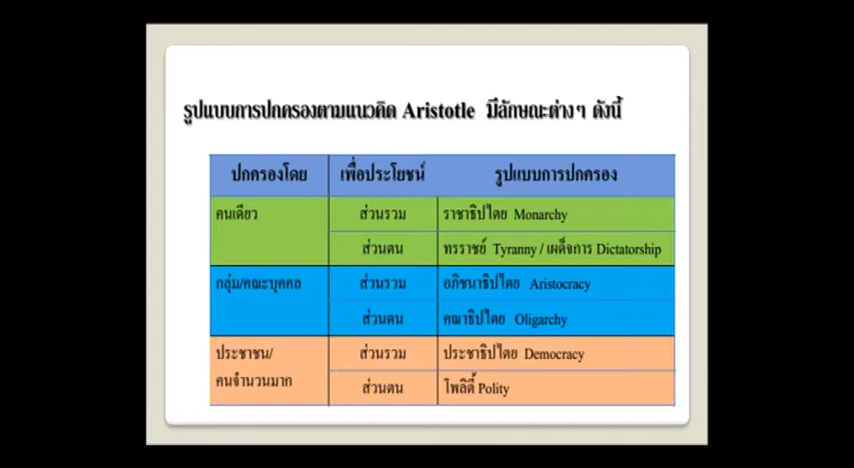 รูปแบบการปกครองตามแนวคิด Aristotle มีลักษณะต่างๆ ดังนี้
ปกครองโดย เพื่อประโยชน์ รูปแบบการปกครอง
คนเดียว ส่วนรวม ราชาธิปไตย Monarchy
ส่วนตน ทรราชย์ Tyranny / เผด็จการ Dictatorship
กลุ่ม/คณะบุคคล ส่วนรวม อภิชนาธิปไตย Aristocracy
ส่วนตน คณาธิปไตย Oligarchy
ประชาชน/ ส่วนรวม ประชาธิปไตย Democracy
คนจำนวนมาก ส่วนตน โพลิตี้ Polity